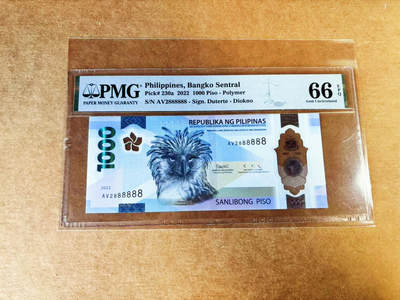 PMG
PAPER MONEY GUARANTY
Philippines, Bangko Sentral
Pick# 230a 2022 1000 Piso - Polymer
S/N AV2888888 - Sign. Duterte - Diokno
66 EPQ
Gem Uncirculated
REPUBLIKA NG PILIPINAS
AV2888888
1000
2022
AV2888888
SANLIBONG PISO